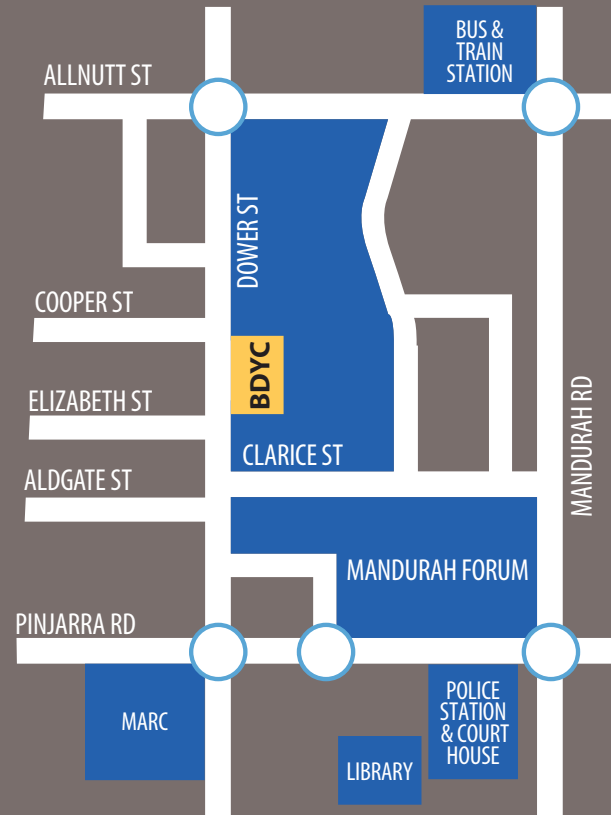 BUS &
TRAIN
STATION
ALLNUTT ST
DOWER ST
COOPER ST
BDYC
ELIZABETH ST
MANDURAH RD
CLARICE ST
ALDGATE ST
MANDURAH FORUM
PINJARRA RD
MARC
POLICE
STATION
& COURT
HOUSE
LIBRARY